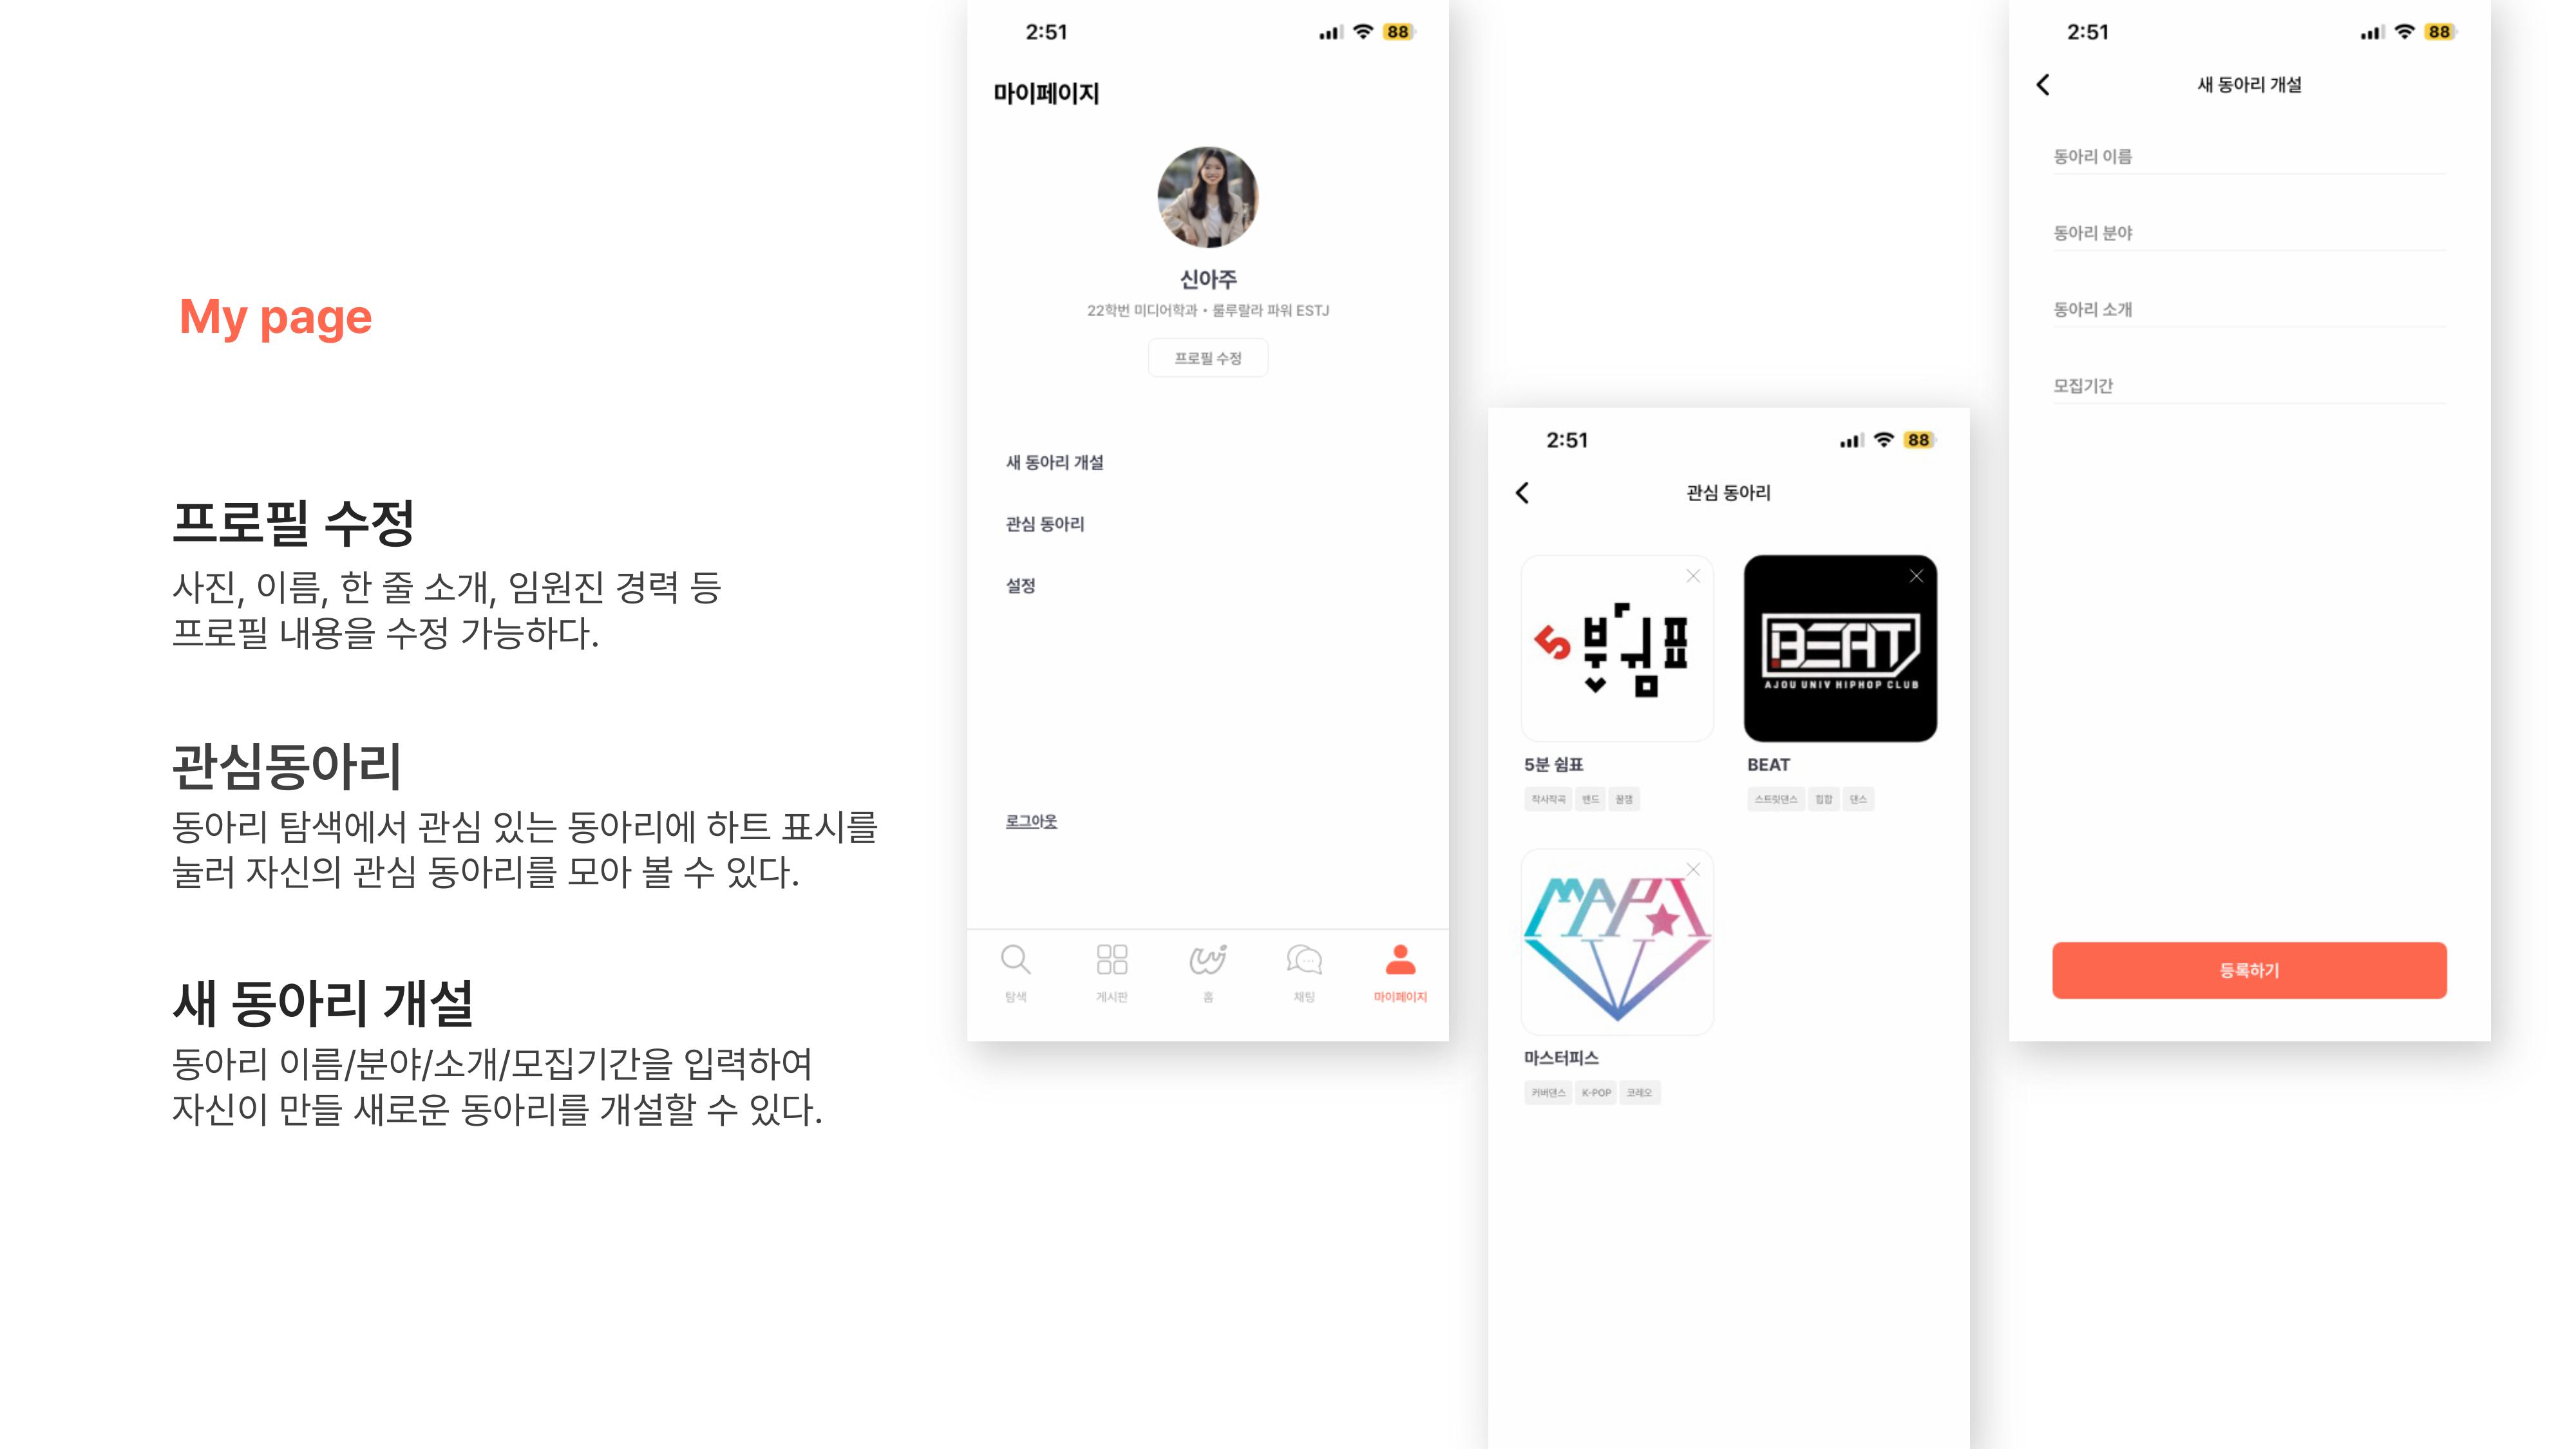 My page
프로필 수정
사진, 이름, 한 줄 소개, 임원진 경력 등
프로필 내용을 수정 가능하다.
관심동아리
동아리 탐색에서 관심 있는 동아리에 하트 표시를
눌러 자신의 관심 동아리를 모아 볼 수 있다.
새 동아리 개설
동아리 이름/분야/소개/모집기간을 입력하여
자신이 만들 새로운 동아리를 개설할 수 있다.
2:51
88
마이페이지
신아주
22학번 미디어학과 • 룰루랄라 파워 ESTJ
프로필 수정
새 동아리 개설
관심 동아리
설정
로그아웃
탐색
게시판
홈
채팅
마이페이지
2:51
88
관심 동아리
5분쉼표
BEAT
AJOU UNIV HIPHOP CLUB
5분 쉼표
작사작곡 밴드 꿀잼
BEAT
스트릿댄스 힙합 댄스
MAPI
마스터피스
커버댄스 K-POP 코레오
2:51
88
새 동아리 개설
동아리 이름
동아리 분야
동아리 소개
모집기간
등록하기